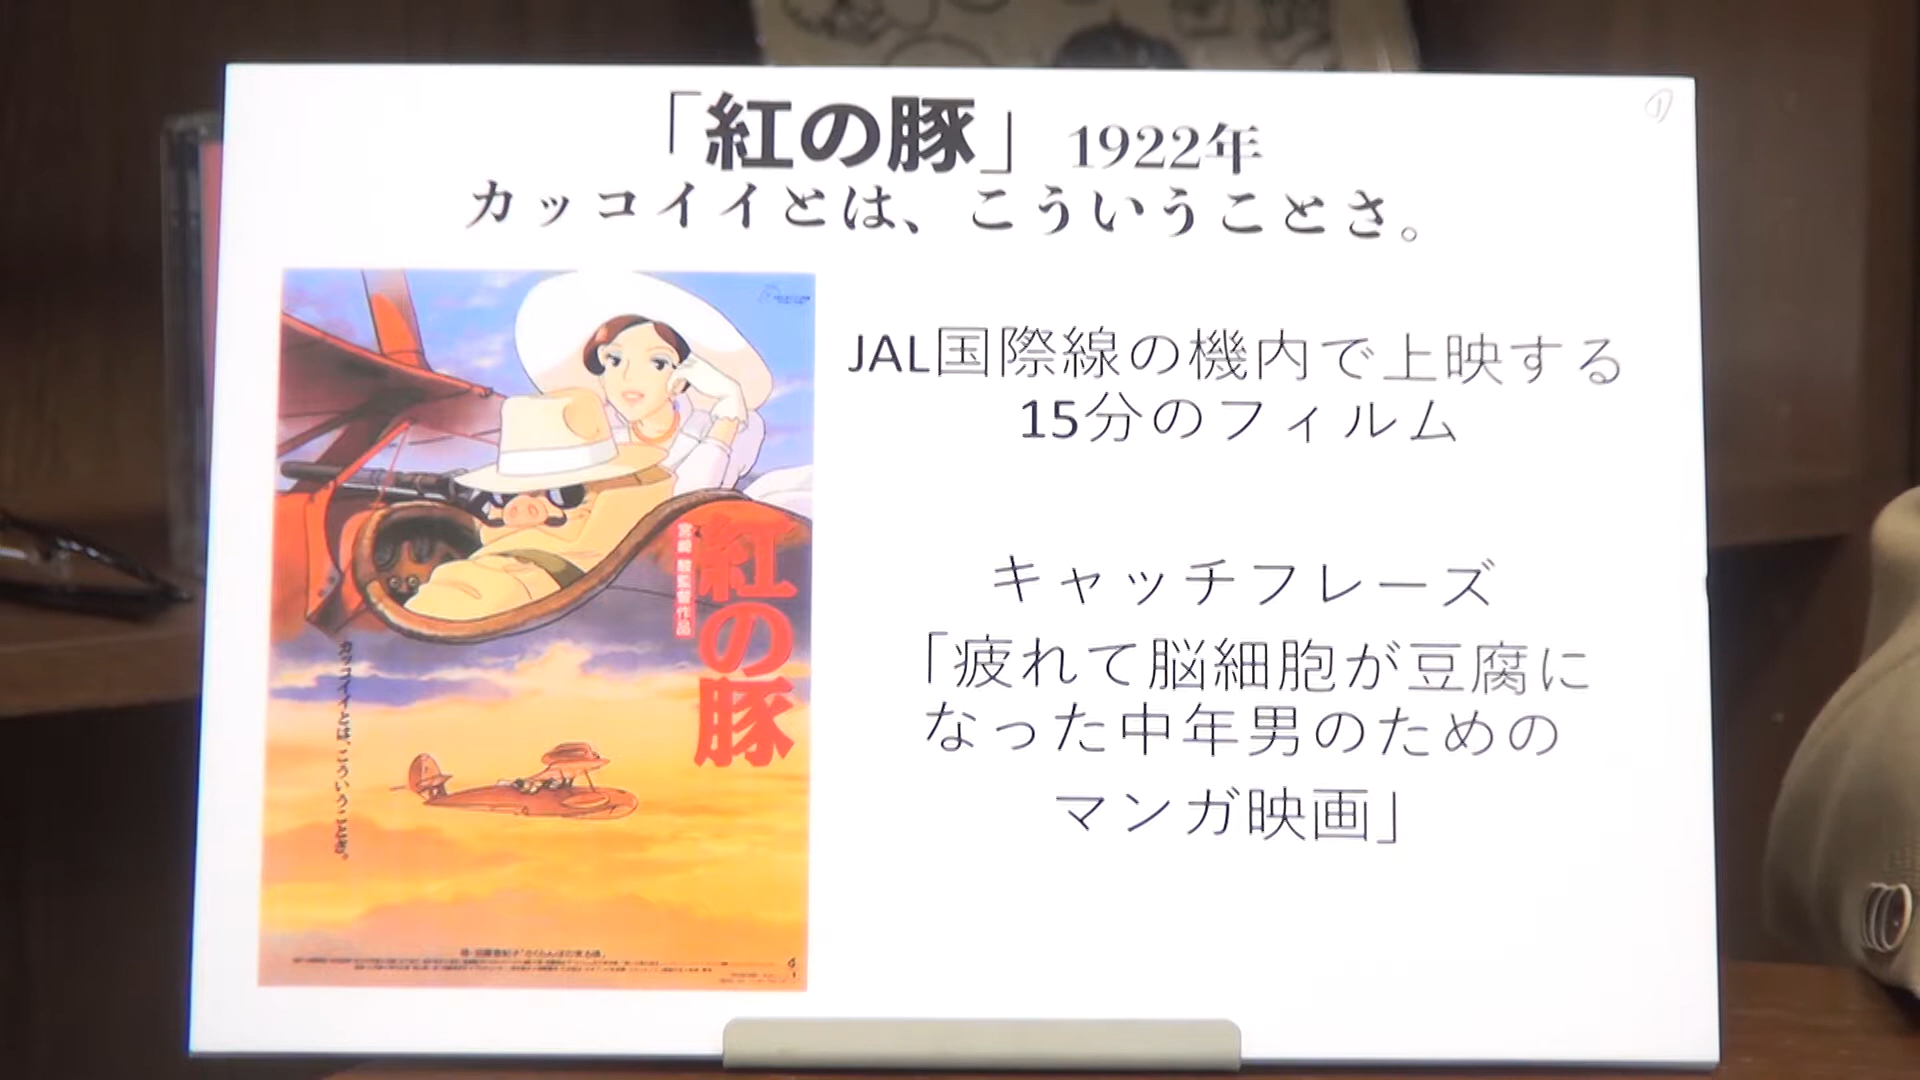 「紅の豚」 1922年
①
カッコイイとは、こういうことさ。
JAL国際線の機内で上映する
15分のフィルム
キャッチフレーズ
「疲れて脳細胞が豆腐に
なった中年男のための
マンガ映画」
紅の豚
宮崎 駿監督作品
カッコイイとは、こういうことさ。